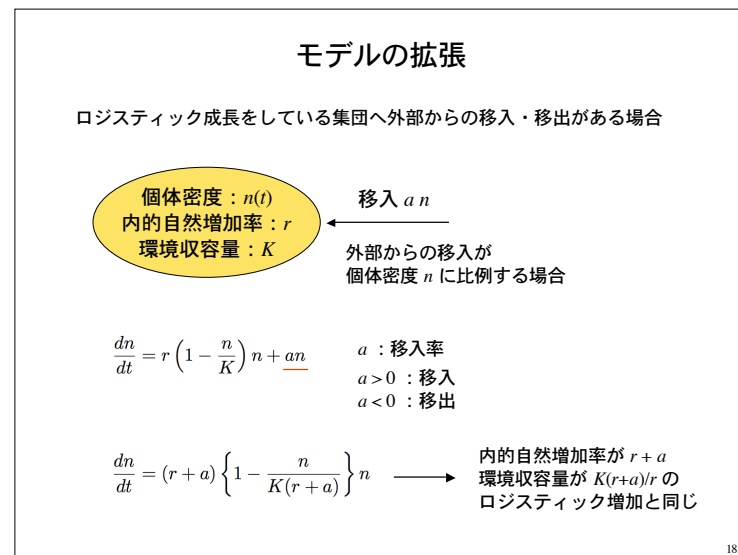 モデルの拡張
ロジスティック成長をしている集団へ外部からの移入・移出がある場合
個体密度：n(t)
内的自然増加率：r
環境収容量：K
移入 a n
外部からの移入が
個体密度 n に比例する場合
dn/dt = r (1 − n/K) n + an
a ：移入率
a > 0 ：移入
a < 0 ：移出
dn/dt = (r + a) {1 − n/K(r + a)} n
内的自然増加率が r + a
環境収容量が K(r+a)/r の
ロジスティック増加と同じ
18